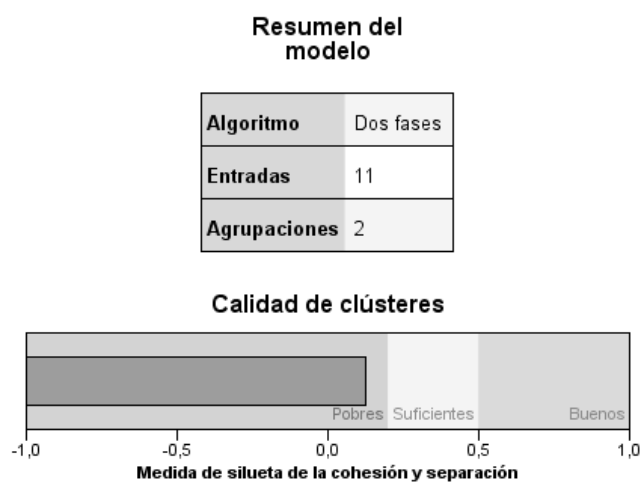 Resumen del
modelo
Algoritmo Dos fases
Entradas 11
Agrupaciones 2
Calidad de clústeres
Pobres Suficientes Buenos
-1,0 -0,5 0,0 0,5 1,0
Medida de silueta de la cohesión y separación